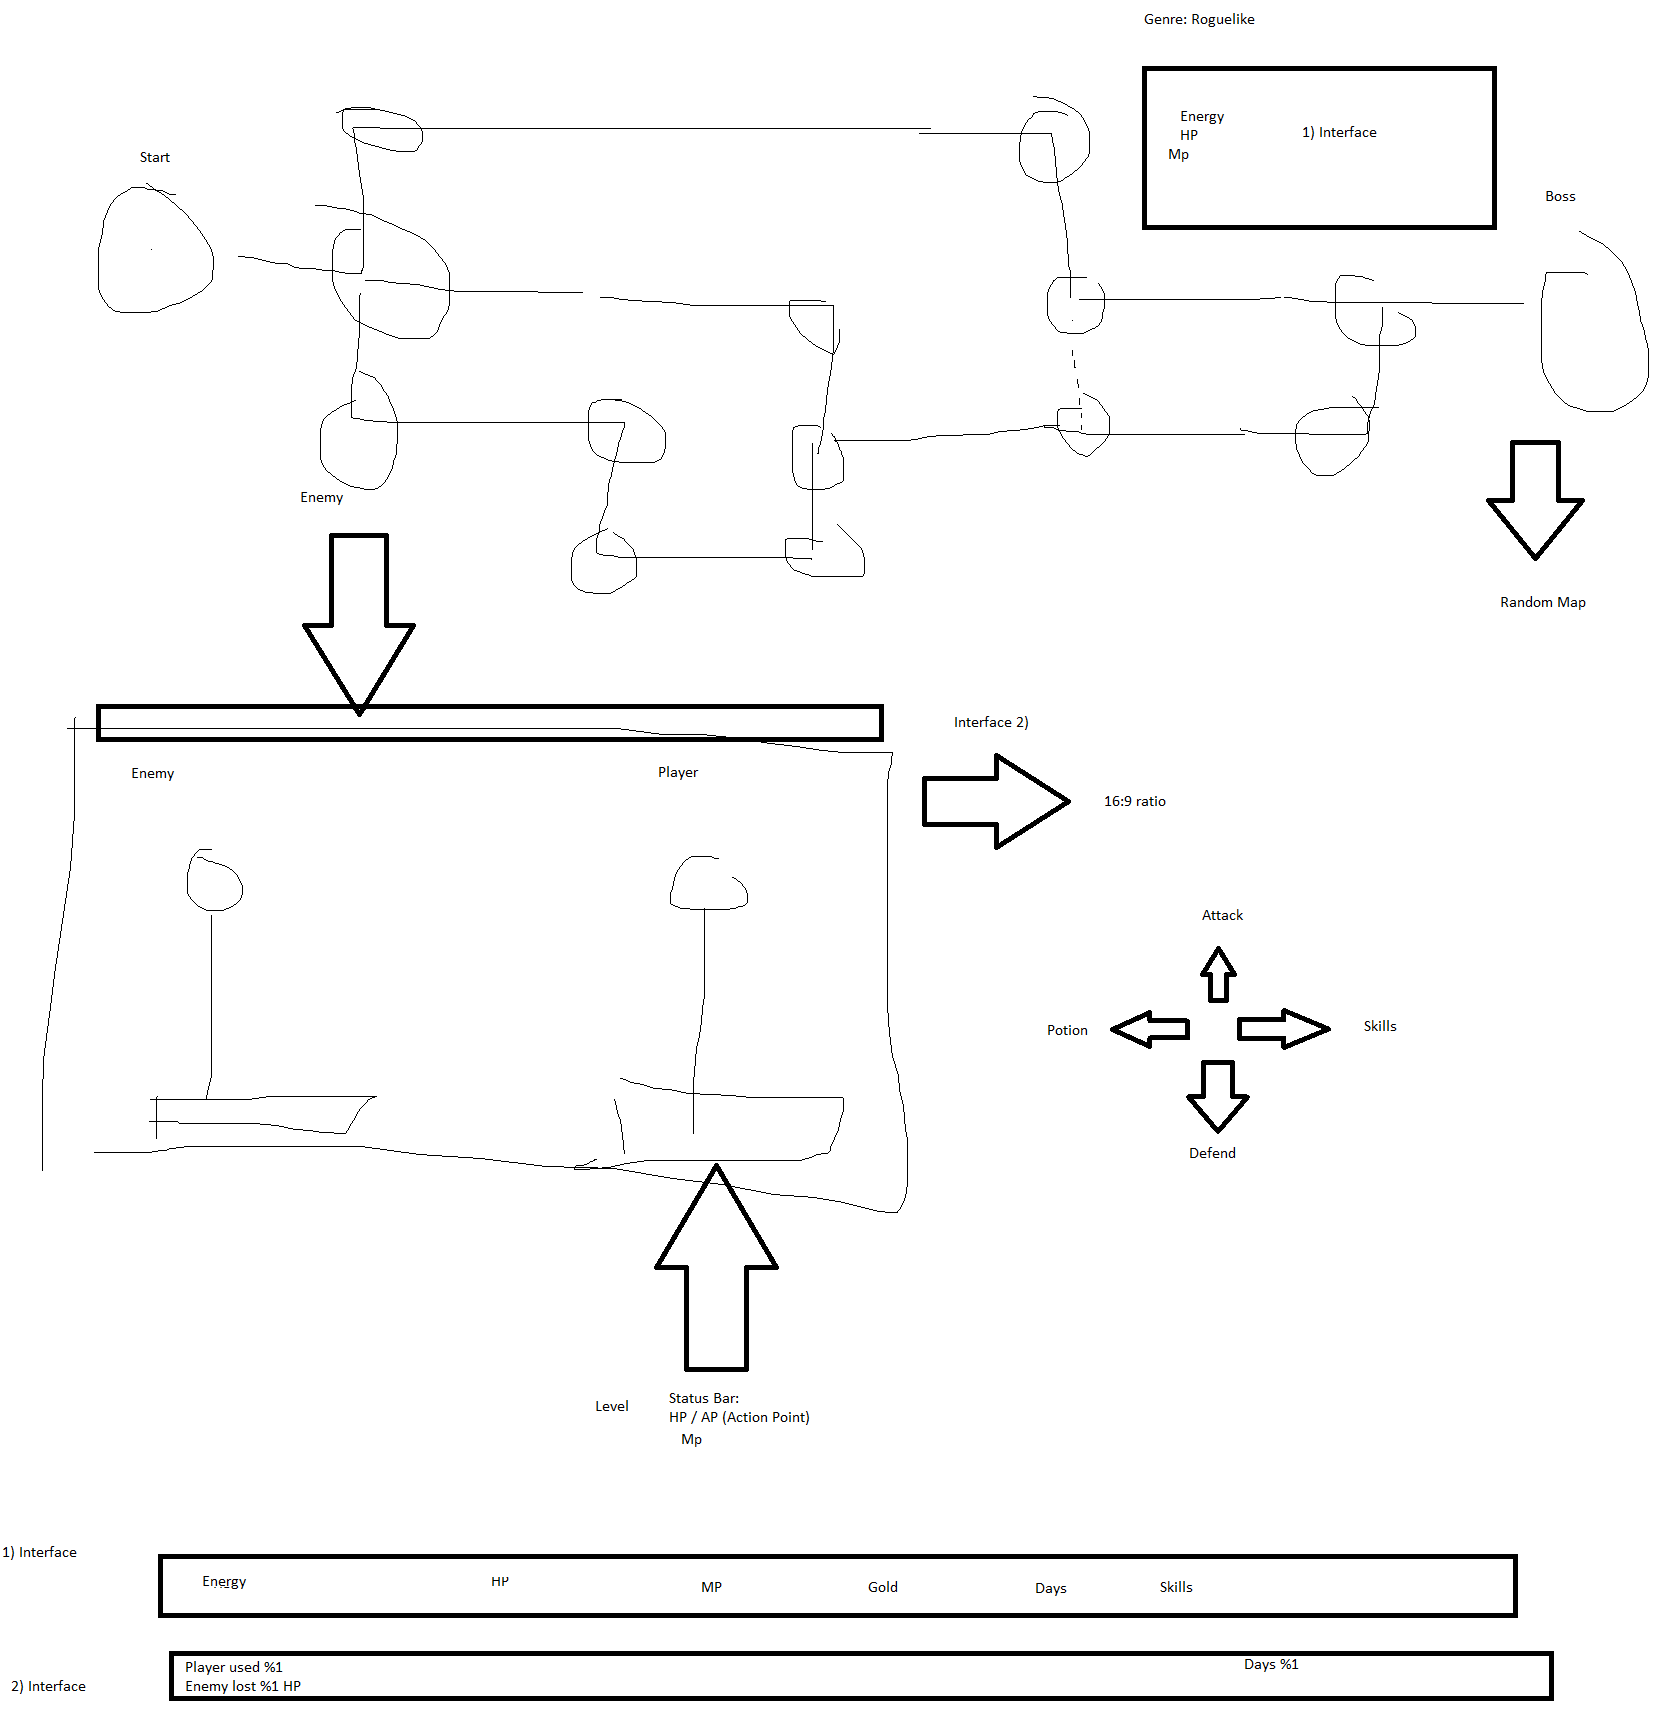 Genre: Roguelike
Energy
HP
Mp
1) Interface
Start
Boss
Enemy
Random Map
Interface 2)
Enemy
Player
16:9 ratio
Attack
Potion
Skills
Defend
Level
Status Bar:
HP / AP (Action Point)
Mp
1) Interface
Energy HP MP Gold Days Skills
2) Interface
Player used %1
Enemy lost %1 HP
Days %1